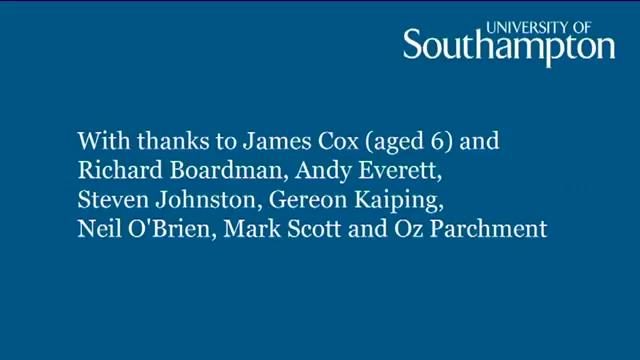 UNIVERSITY OF
Southampton
With thanks to James Cox (aged 6) and
Richard Boardman, Andy Everett,
Steven Johnston, Gereon Kaiping,
Neil O'Brien, Mark Scott and Oz Parchment